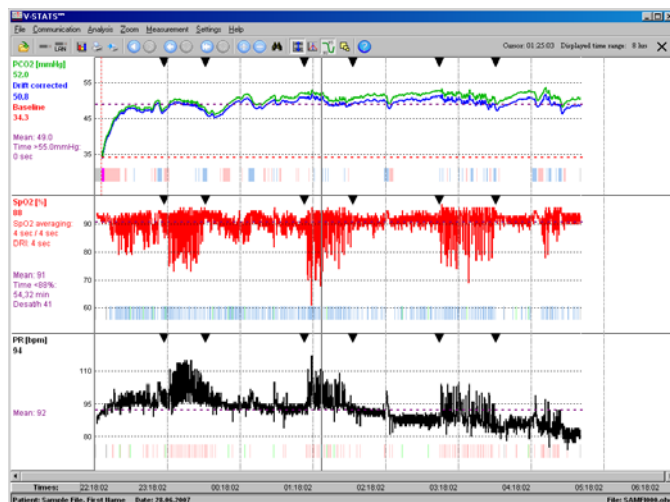 V-STATS™
File Communication Analysis Zoom Measurement Settings Help
LAN
Cursor: 01:25:03 Displayed time range: 8 hrs
PCO2 [mmHg]
52.0
Drift corrected
50.8
Baseline
34.3
Mean: 49.0
Time >55.0mmHg:
0 sec
55
45
35
SpO2 [%]
88
SpO2 averaging:
4 sec / 4 sec
DRI: 4 sec
Mean: 91
Time <88%:
54,32 min
Desat/h 41
90
80
70
60
PR [bpm]
94
Mean: 92
110
95
80
Times: 22:18:02 23:18:02 00:18:02 01:18:02 02:18:02 03:18:02 04:18:02 05:18:02 06:18:02
Patient: Sample File, First Name Date: 28.06.2007